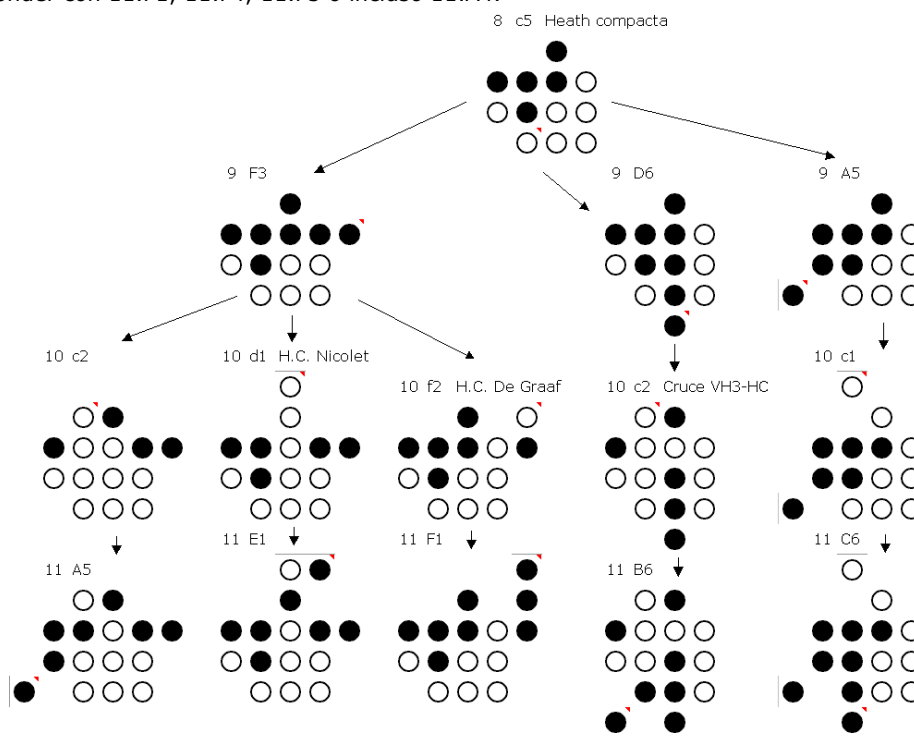 8 c5 Heath compacta
9 F3
9 D6
9 A5
10 c2
10 d1 H.C. Nicolet
10 f2 H.C. De Graaf
10 c2 Cruce VH3-HC
10 c1
11 A5
11 E1
11 F1
11 B6
11 C6